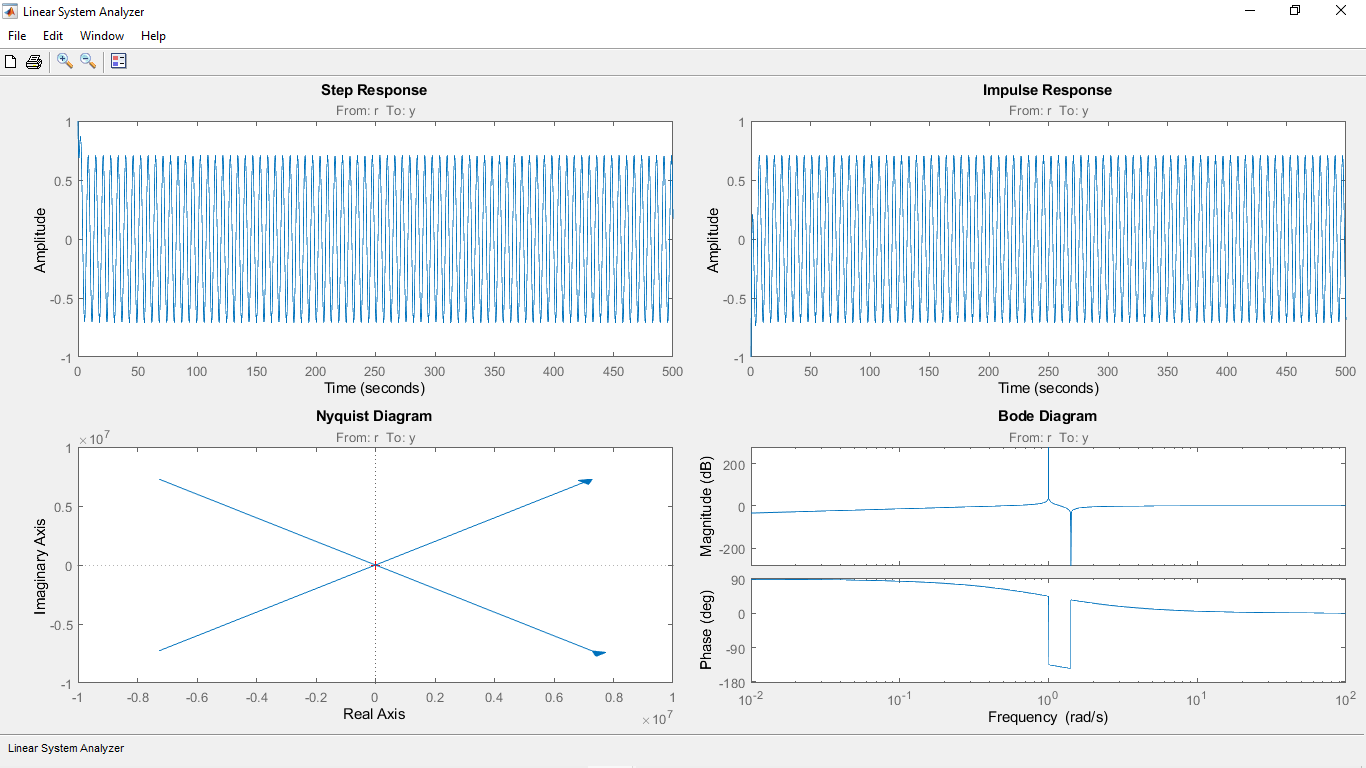 Linear System Analyzer
File Edit Window Help
Step Response
From: r To: y
1
0.5
0
-0.5
-1
Amplitude
0 50 100 150 200 250 300 350 400 450 500
Time (seconds)
Impulse Response
From: r To: y
1
0.5
0
-0.5
-1
Amplitude
0 50 100 150 200 250 300 350 400 450 500
Time (seconds)
Nyquist Diagram
From: r To: y
×10⁷
1
0.5
0
-0.5
-1
Imaginary Axis
-1 -0.8 -0.6 -0.4 -0.2 0 0.2 0.4 0.6 0.8 1
Real Axis
×10⁷
Bode Diagram
From: r To: y
200
0
-200
Magnitude (dB)
90
0
-90
-180
Phase (deg)
10⁻² 10⁻¹ 10⁰ 10¹ 10²
Frequency (rad/s)
Linear System Analyzer